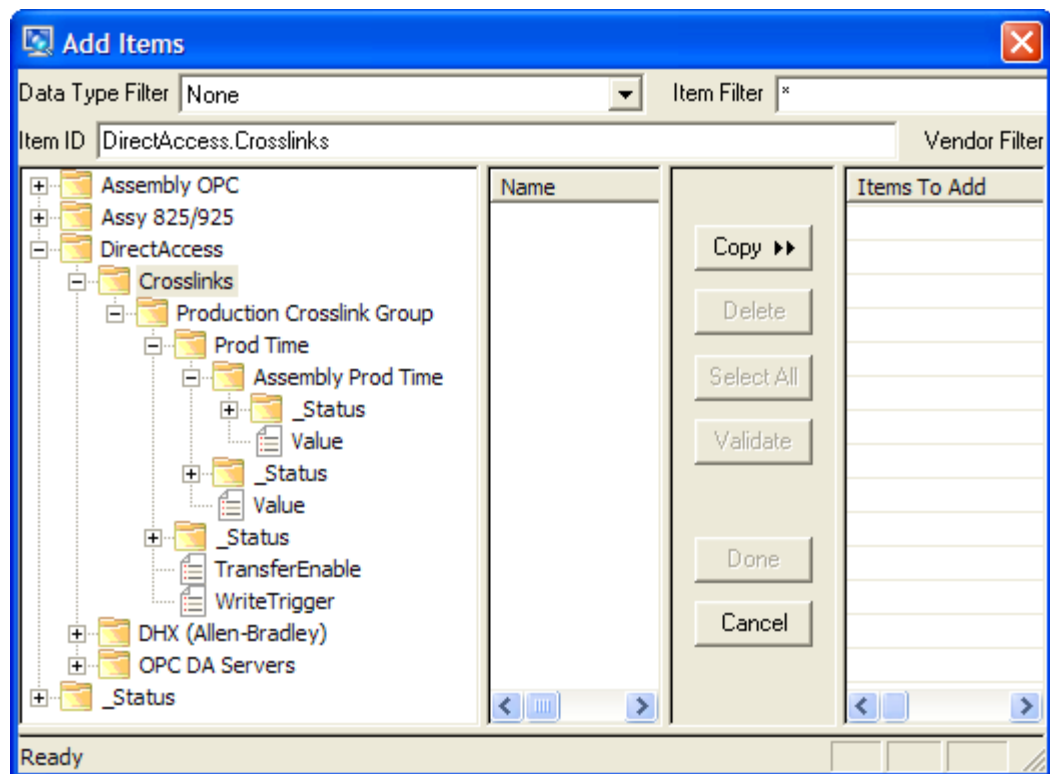 Add Items
Data Type Filter None Item Filter *
Item ID DirectAccess.Crosslinks Vendor Filter
Assembly OPC
Assy 825/925
DirectAccess
Crosslinks
Production Crosslink Group
Prod Time
Assembly Prod Time
_Status
Value
_Status
Value
_Status
TransferEnable
WriteTrigger
DHX (Allen-Bradley)
OPC DA Servers
_Status
Name
Copy
Delete
Select All
Validate
Done
Cancel
Items To Add
Ready